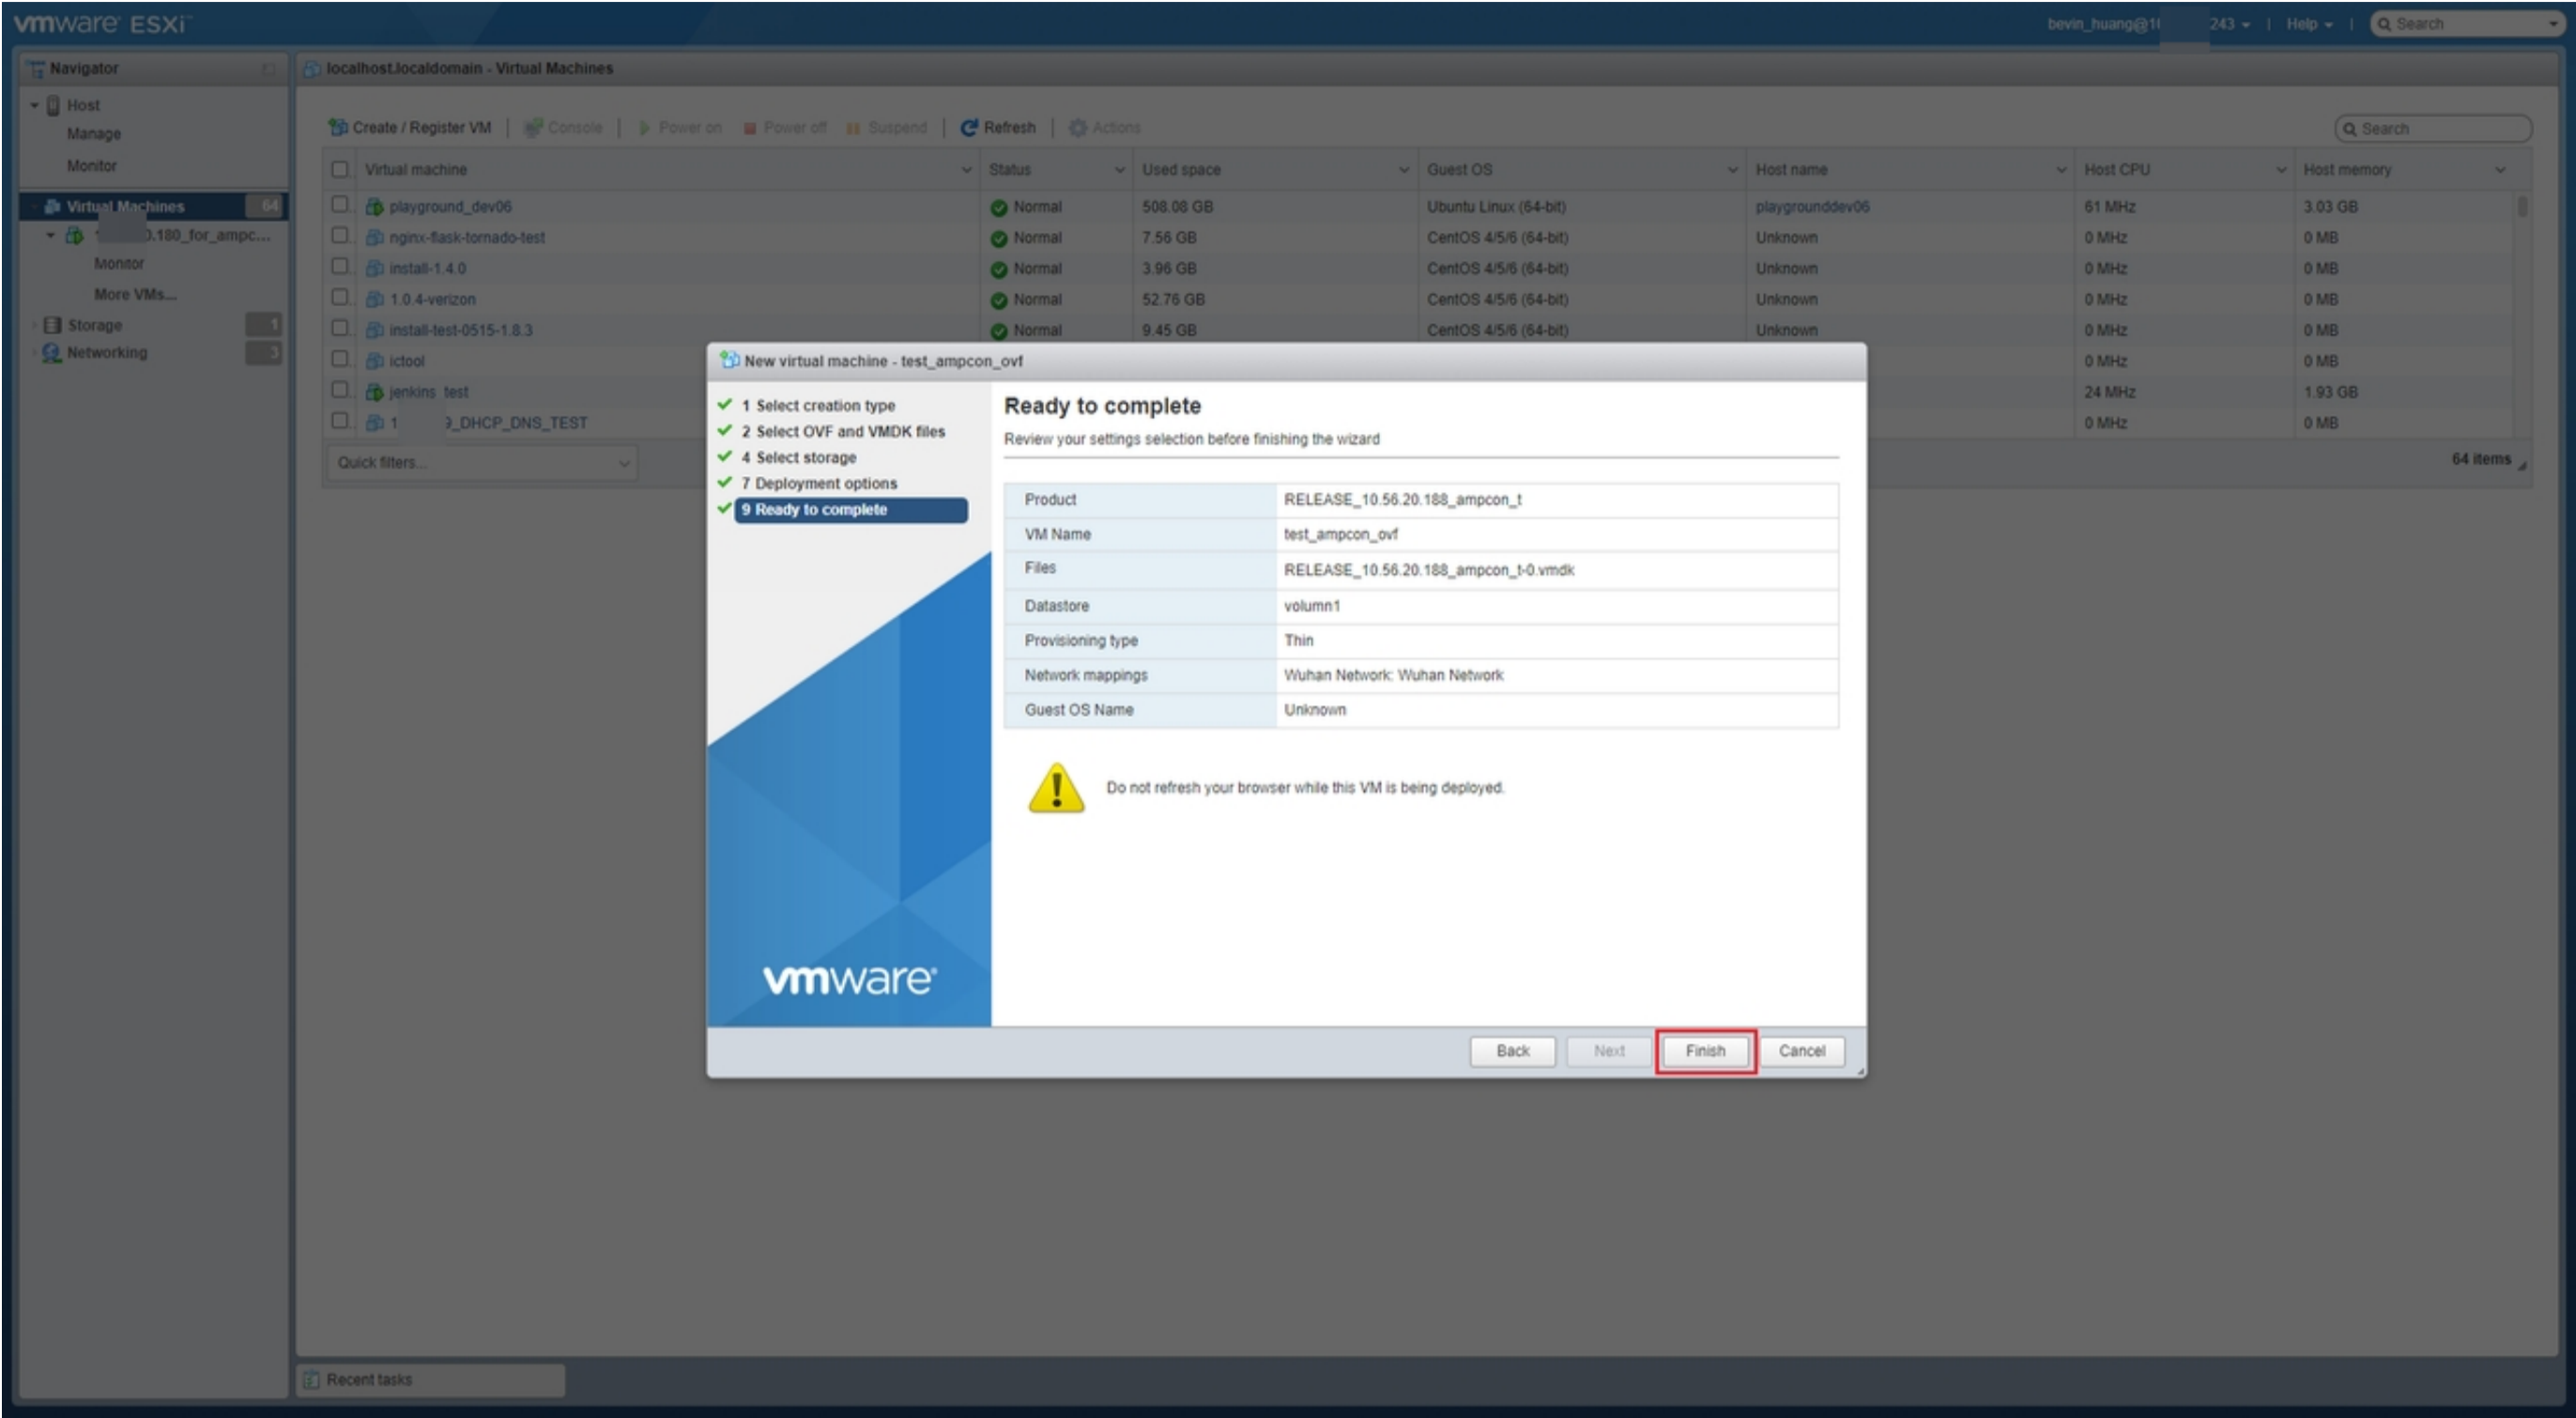 vmware ESXi
bevin_huang@10 243 | Help | Search
Navigator
Host
Manage
Monitor
Virtual Machines 64
0.180_for_ampc...
Monitor
More VMs...
Storage 1
Networking 3
localhost.localdomain - Virtual Machines
Create / Register VM | Console | Power on Power off Suspend | Refresh | Actions
Search
Virtual machine Status Used space Guest OS Host name Host CPU Host memory
playground_dev06 Normal 508.08 GB Ubuntu Linux (64-bit) playgrounddev06 61 MHz 3.03 GB
nginx-flask-tornado-test Normal 7.56 GB CentOS 4/5/6 (64-bit) Unknown 0 MHz 0 MB
install-1.4.0 Normal 3.96 GB CentOS 4/5/6 (64-bit) Unknown 0 MHz 0 MB
1.0.4-verizon Normal 52.76 GB CentOS 4/5/6 (64-bit) Unknown 0 MHz 0 MB
install-test-0515-1.8.3 Normal 9.45 GB CentOS 4/5/6 (64-bit) Unknown 0 MHz 0 MB
ictool 0 MHz 0 MB
jenkins_test 24 MHz 1.93 GB
1 9_DHCP_DNS_TEST 0 MHz 0 MB
Quick filters...
64 items
New virtual machine - test_ampcon_ovf
1 Select creation type
2 Select OVF and VMDK files
4 Select storage
7 Deployment options
9 Ready to complete
vmware
Ready to complete
Review your settings selection before finishing the wizard
Product RELEASE_10.56.20.188_ampcon_t
VM Name test_ampcon_ovf
Files RELEASE_10.56.20.188_ampcon_t-0.vmdk
Datastore volumn1
Provisioning type Thin
Network mappings Wuhan Network: Wuhan Network
Guest OS Name Unknown
Do not refresh your browser while this VM is being deployed.
Back Next Finish Cancel
Recent tasks